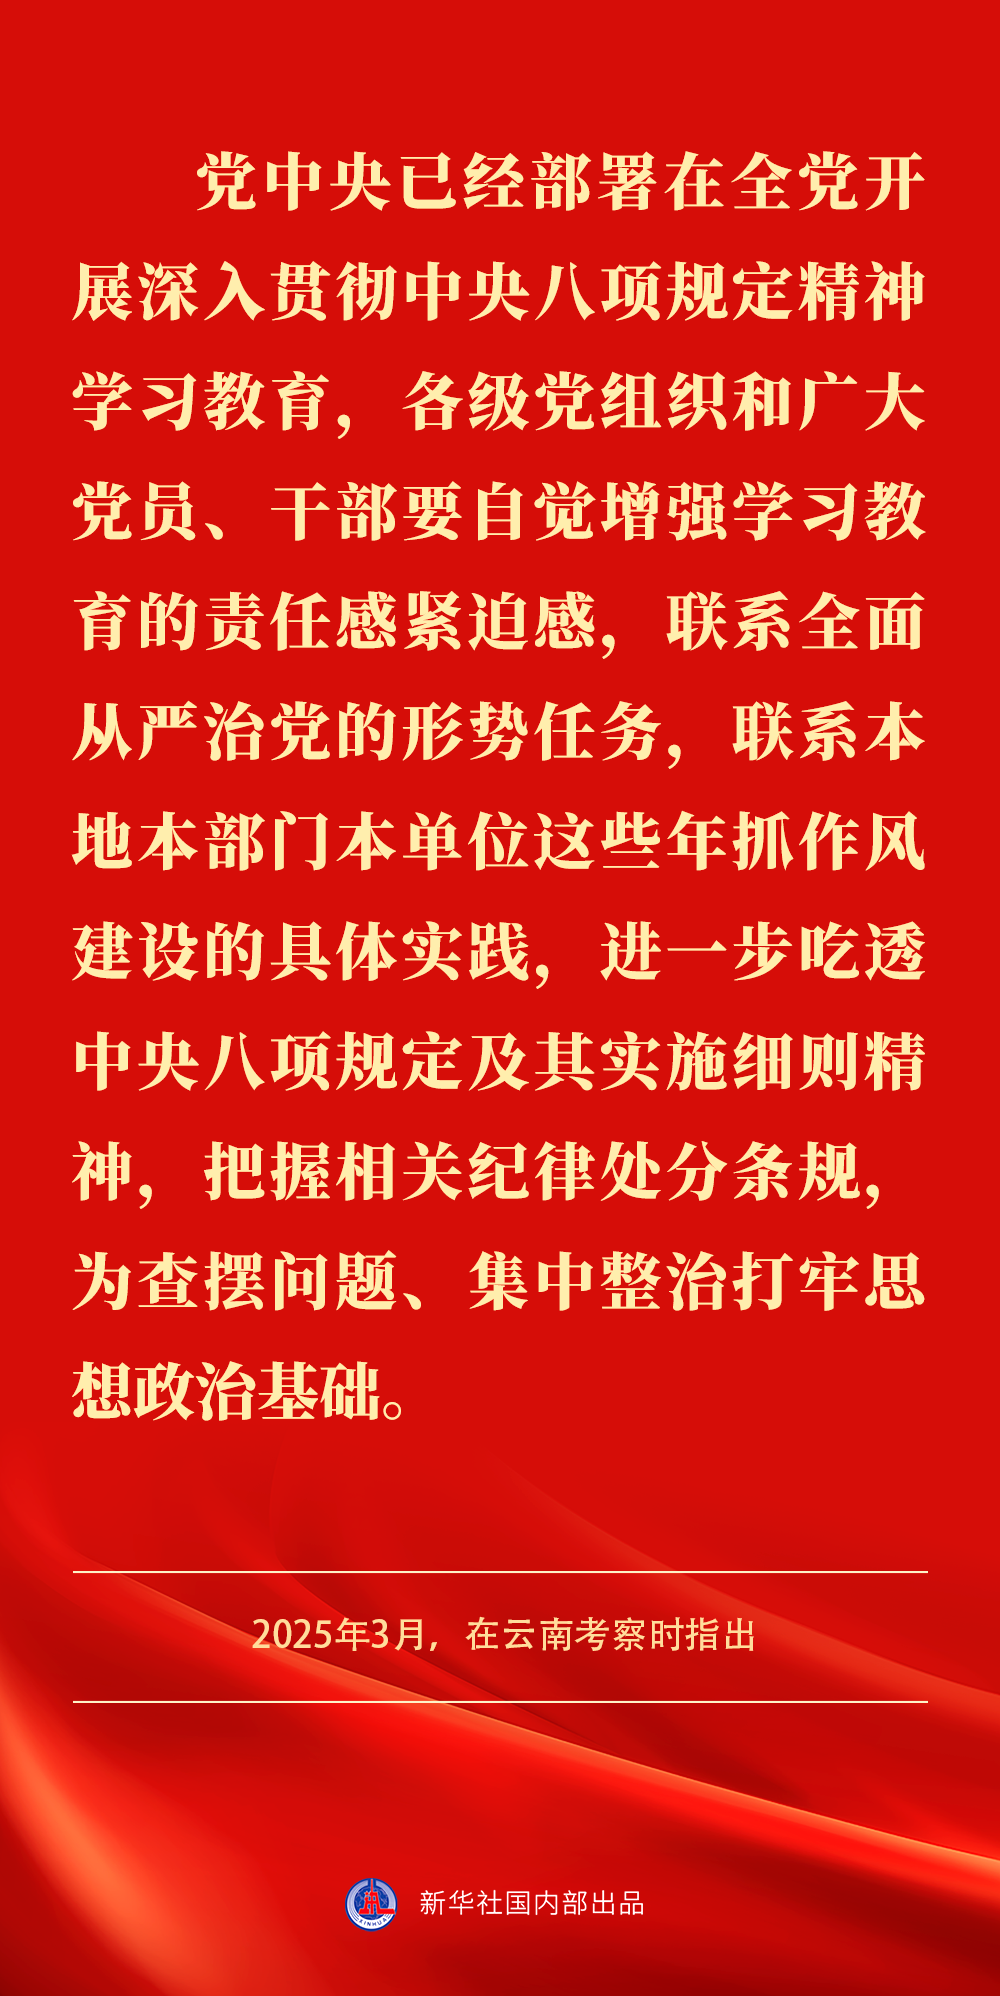 党中央已经部署在全党开
展深入贯彻中央八项规定精神
学习教育，各级党组织和广大
党员、干部要自觉增强学习教
育的责任感紧迫感，联系全面
从严治党的形势任务，联系本
地本部门本单位这些年抓作风
建设的具体实践，进一步吃透
中央八项规定及其实施细则精
神，把握相关纪律处分条规，
为查摆问题、集中整治打牢思
想政治基础。
2025年3月，在云南考察时指出
XINHUA
新华社国内部出品